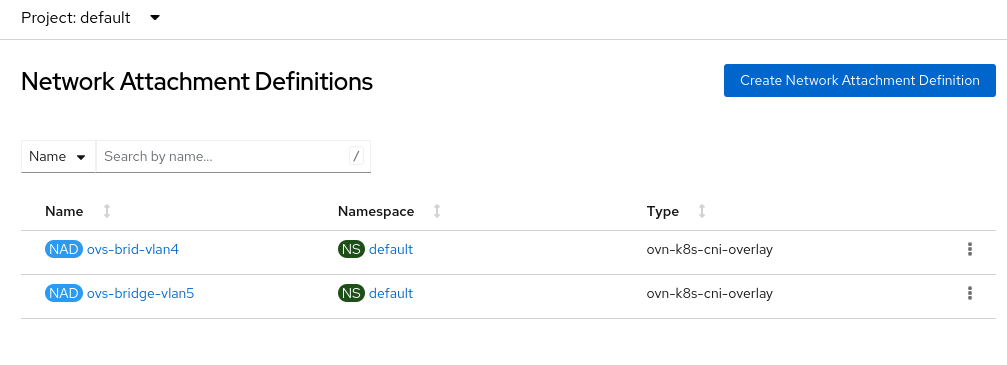 Project: default
Network Attachment Definitions
Create Network Attachment Definition
Name Search by name... /
Name Namespace Type
NAD ovs-brid-vlan4 NS default ovn-k8s-cni-overlay
NAD ovs-bridge-vlan5 NS default ovn-k8s-cni-overlay